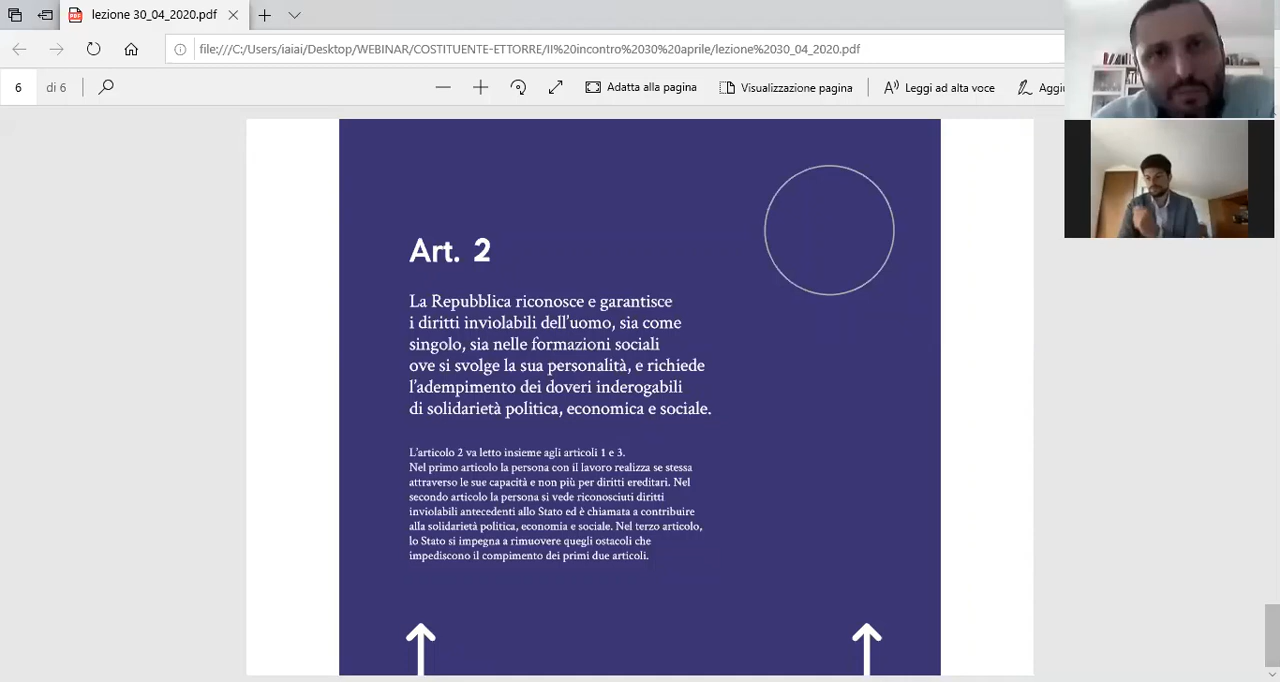 lezione 30_04_2020.pdf
file:///C:/Users/iaiai/Desktop/WEBINAR/COSTITUENTE-ETTORRE/II%20incontro%2030%20aprile/lezione%2030_04_2020.pdf
6 di 6 Adatta alla pagina Visualizzazione pagina A Leggi ad alta voce Aggiu
Art. 2
La Repubblica riconosce e garantisce
i diritti inviolabili dell’uomo, sia come
singolo, sia nelle formazioni sociali
ove si svolge la sua personalità, e richiede
l’adempimento dei doveri inderogabili
di solidarietà politica, economica e sociale.
L’articolo 2 va letto insieme agli articoli 1 e 3.
Nel primo articolo la persona con il lavoro realizza se stessa
attraverso le sue capacità e non più per diritti ereditari. Nel
secondo articolo la persona si vede riconosciuti diritti
inviolabili antecedenti allo Stato ed è chiamata a contribuire
alla solidarietà politica, economia e sociale. Nel terzo articolo,
lo Stato si impegna a rimuovere quegli ostacoli che
impediscono il compimento dei primi due articoli.